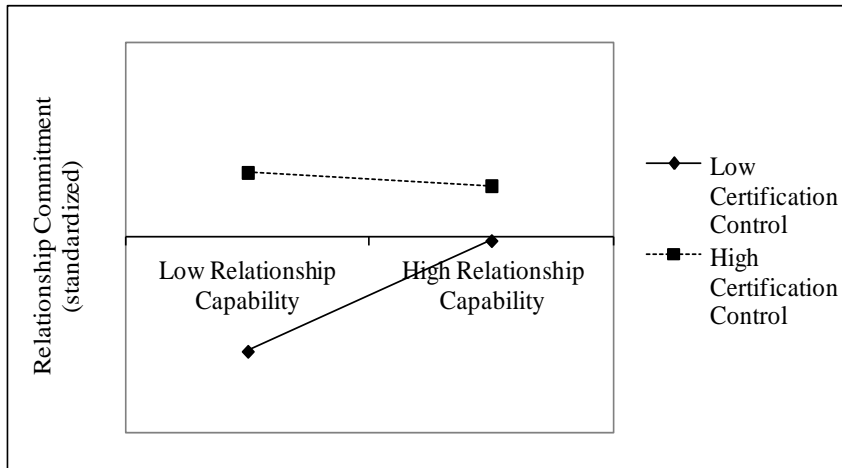 Relationship Commitment
(standardized)
Low Relationship
Capability
High Relationship
Capability
Low
Certification
Control
High
Certification
Control